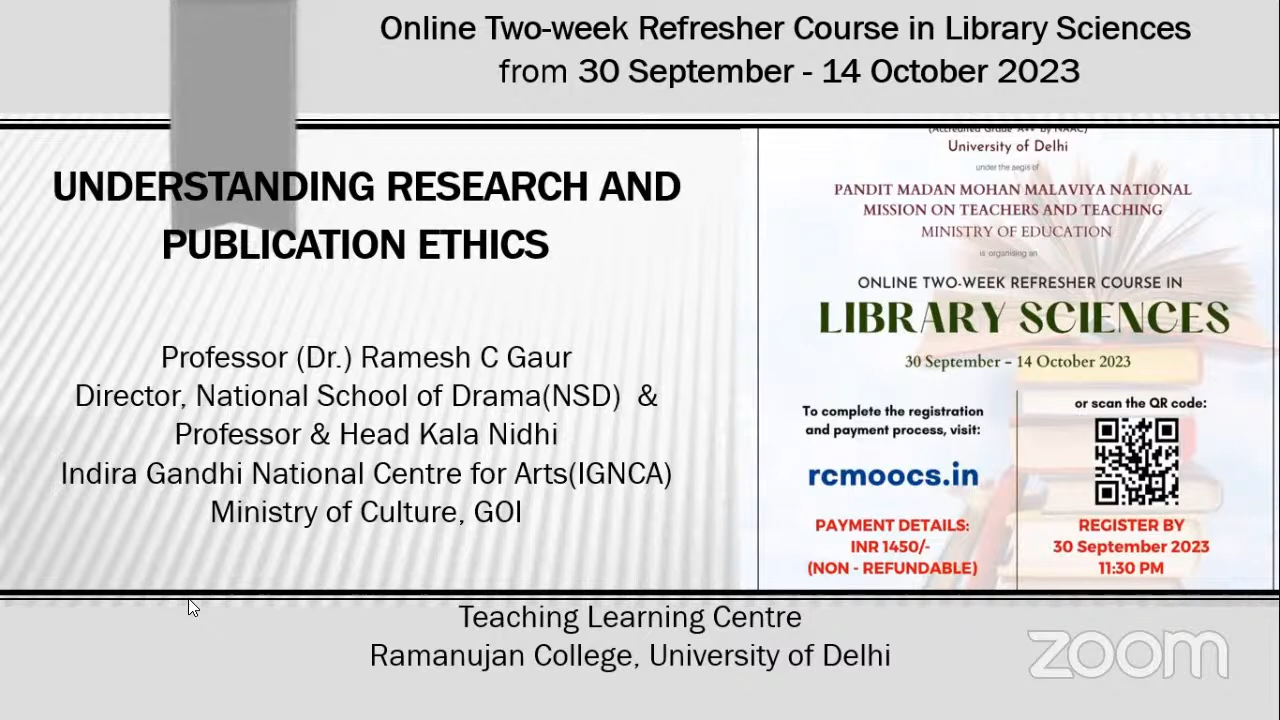 Online Two-week Refresher Course in Library Sciences
from 30 September - 14 October 2023
UNDERSTANDING RESEARCH AND
PUBLICATION ETHICS
Professor (Dr.) Ramesh C Gaur
Director, National School of Drama(NSD) &
Professor & Head Kala Nidhi
Indira Gandhi National Centre for Arts(IGNCA)
Ministry of Culture, GOI
(Accredited Grade 'A++' by NAAC)
University of Delhi
under the aegis of
PANDIT MADAN MOHAN MALAVIYA NATIONAL
MISSION ON TEACHERS AND TEACHING
MINISTRY OF EDUCATION
is organising an
ONLINE TWO-WEEK REFRESHER COURSE IN
LIBRARY SCIENCES
30 September – 14 October 2023
To complete the registration
and payment process, visit:
rcmoocs.in
PAYMENT DETAILS:
INR 1450/-
(NON - REFUNDABLE)
or scan the QR code:
REGISTER BY
30 September 2023
11:30 PM
Teaching Learning Centre
Ramanujan College, University of Delhi
zoom